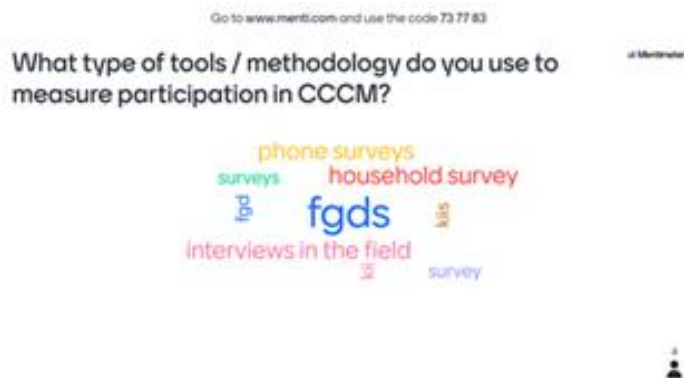 Go to www.menti.com and use the code 73 77 83
What type of tools / methodology do you use to
measure participation in CCCM?
Mentimeter
phone surveys
surveys household survey
fgd fgds kiis
interviews in the field
kii survey